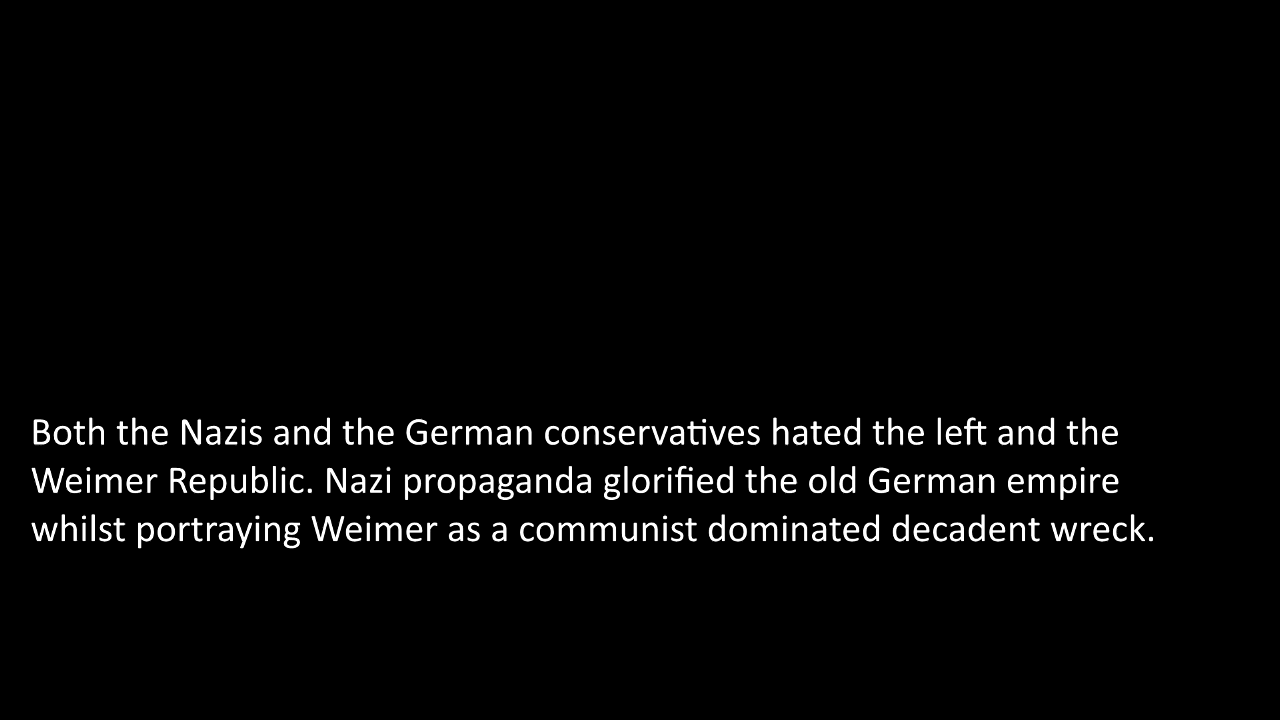 Both the Nazis and the German conservatives hated the left and the
Weimer Republic. Nazi propaganda glorified the old German empire
whilst portraying Weimer as a communist dominated decadent wreck.